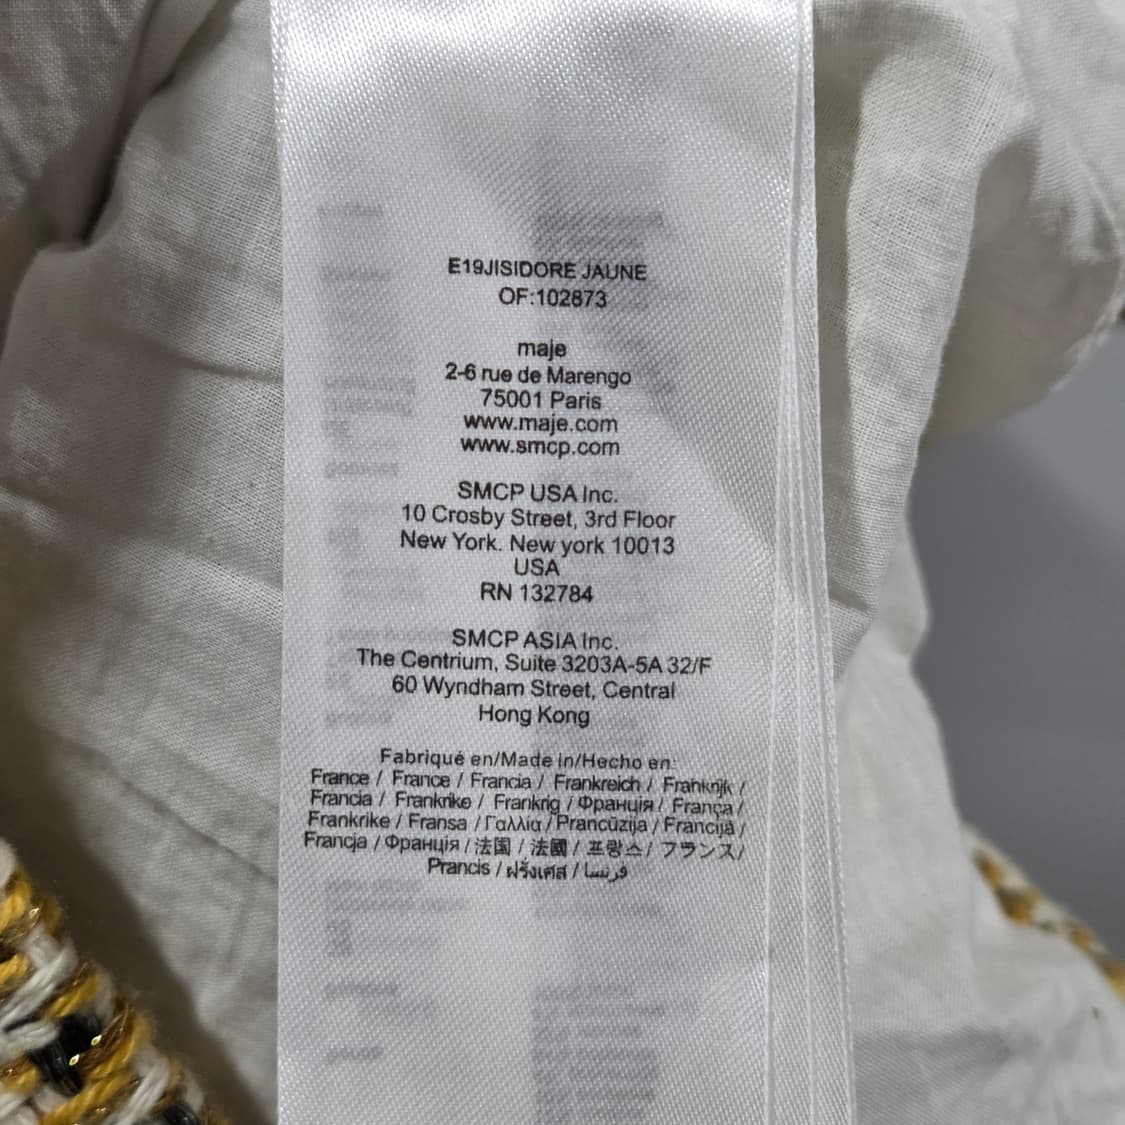 E19JISIDORE JAUNE
OF:102873
maje
2-6 rue de Marengo
75001 Paris
www.maje.com
www.smcp.com
SMCP USA Inc.
10 Crosby Street, 3rd Floor
New York. New york 10013
USA
RN 132784
SMCP ASIA Inc.
The Centrium, Suite 3203A-5A 32/F
60 Wyndham Street, Central
Hong Kong
Fabriqué en/Made in/Hecho en:
France / France / Francia / Frankreich / Frankrijk /
Francia / Frankrike / Frankrig / Франція / França /
Frankrike / Fransa / Γαλλία / Prancūzija / Francijā /
Francja / Франція / 法国 / 法國 / 프랑스 / フランス/
Prancis / ฝรั่งเศส / فرنسا